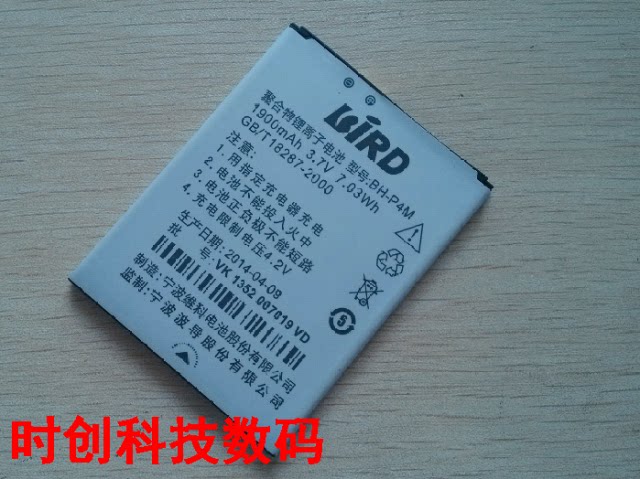 BIRD
聚合物锂离子电池 型号:BH-P4M
1900mAh 3.7V 7.03Wh
GB/T18287-2000
注意:
1.用指定充电器充电
2.电池不能投入火中
3.电池正负极不能短路
4.充电限制电压4.2V
生产日期:2014-04-09
批 号:VK 1353 007019 VD
制造:宁波维科电池股份有限公司
监制:宁波波导股份有限公司
时创科技数码